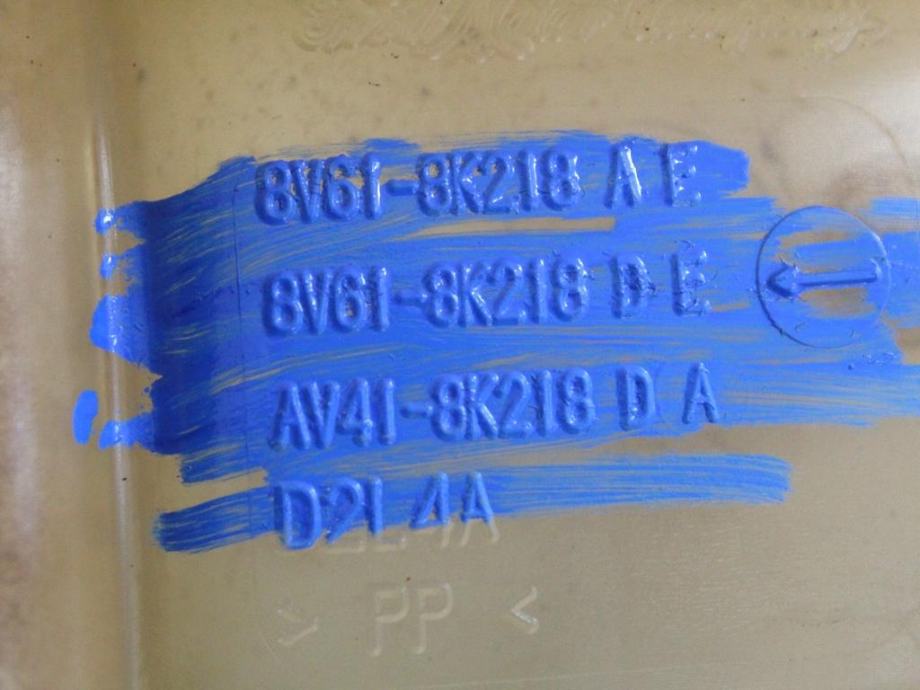 8V61-8K218 A E
8V61-8K218 D E
AV41-8K218 D A
D2L4A
> PP <